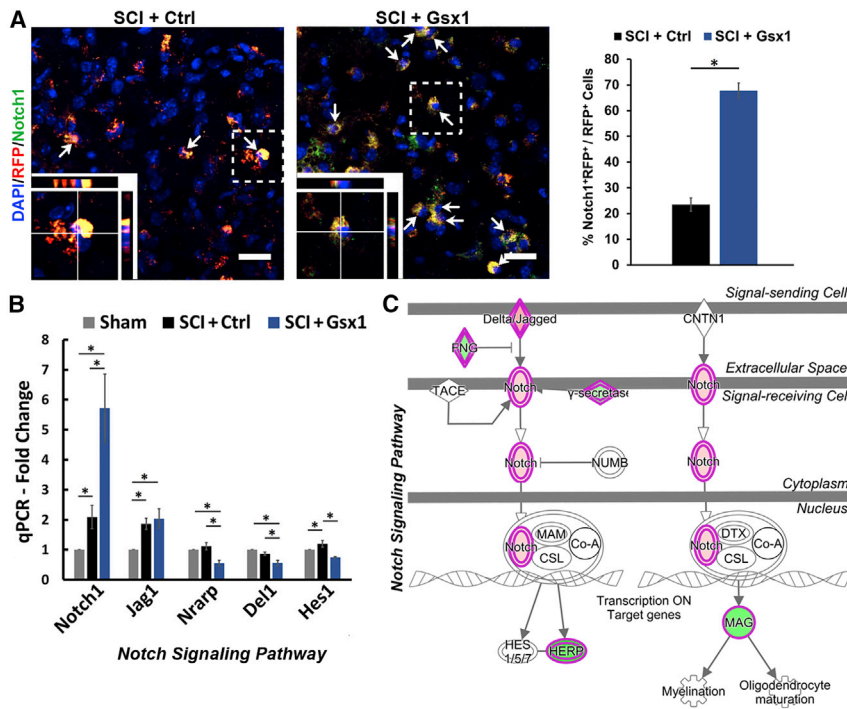 A
SCI + Ctrl
SCI + Gsx1
DAPI/RFP/Notch1
SCI + Ctrl
SCI + Gsx1
% Notch1+RFP+ / RFP+ Cells
80
70
60
50
40
30
20
10
0
*
B
Sham
SCI+Ctrl
SCI+Gsx1
qPCR - Fold Change
8
7
6
5
4
3
2
1
0
*
*
*
*
*
*
*
*
*
*
*
Notch1
Jag1
Nrarp
Del1
Hes1
Notch Signaling Pathway
C
Notch Signaling Pathway
Signal-sending Cell
Delta/Jagged
CNTN1
FNG
Extracellular Space
TACE
Notch
γ-secretase
Notch
Signal-receiving Cell
Notch
NUMB
Notch
Cytoplasm
Nucleus
MAM
Notch
Co-A
CSL
DTX
Notch
Co-A
CSL
Transcription ON
Target genes
HES
1/5/7
HERP
MAG
Myelination
Oligodendrocyte
maturation